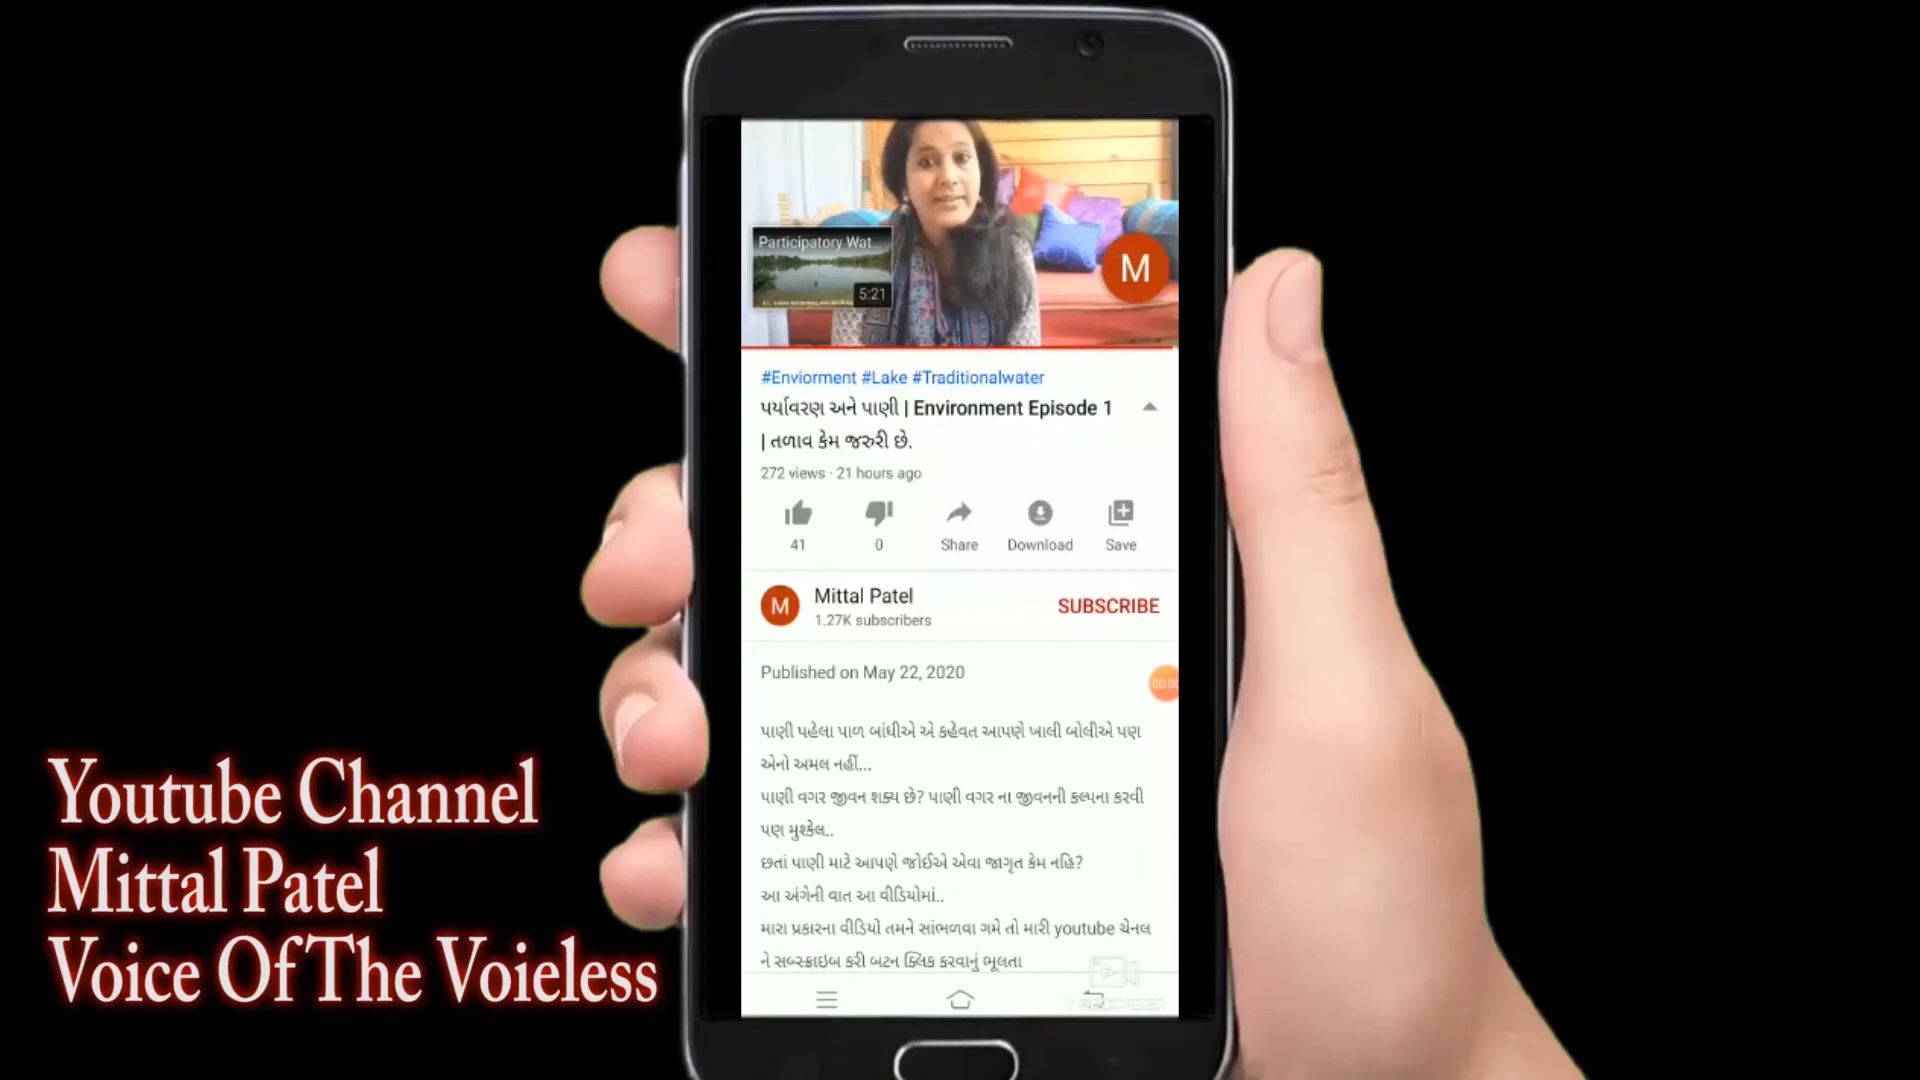 Participatory Wat...
5:21
M
#Enviorment #Lake #Traditionalwater
પર્યાવરણ અને પાણી | Environment Episode 1
| તળાવ કેમ જરુરી છે.
272 views · 21 hours ago
41
0
Share
Download
Save
M
Mittal Patel
1.27K subscribers
SUBSCRIBE
Published on May 22, 2020
00:00
પાણી પહેલા પાળ બાંધીએ એ કહેવત આપણે ખાલી બોલીએ પણ
એનો અમલ નહીં...
પાણી વગર જીવન શક્ય છે? પાણી વગર ના જીવનની કલ્પના કરવી
પણ મુશ્કેલ..
છતાં પાણી માટે આપણે જોઈએ એવા જાગૃત કેમ નહિ?
આ અંગેની વાત આ વીડિયોમાં..
મારા પ્રકારના વીડિયો તમને સાંભળવા ગમે તો મારી youtube ચેનલ
ને સબ્સ્ક્રાઇબ કરી બટન ક્લિક કરવાનું ભૂલતા
Youtube Channel
Mittal Patel
Voice Of The Voieless